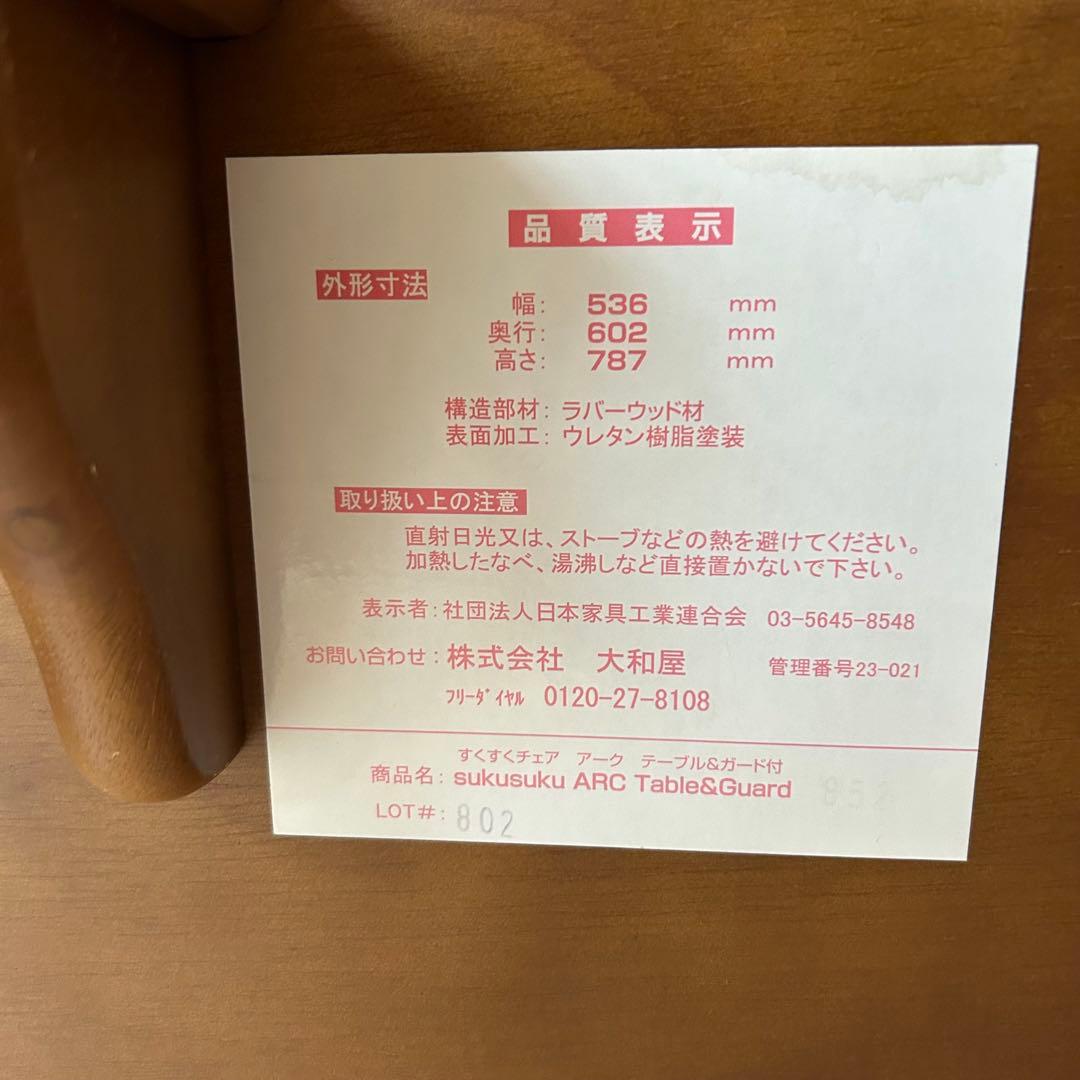 品質表示
外形寸法
幅: 536 mm
奥行: 602 mm
高さ: 787 mm
構造部材: ラバーウッド材
表面加工: ウレタン樹脂塗装
取り扱い上の注意
直射日光又は、ストーブなどの熱を避けてください。
加熱したなべ、湯沸しなど直接置かないで下さい。
表示者: 社団法人日本家具工業連合会 03-5645-8548
お問い合わせ: 株式会社 大和屋 管理番号23-021
フリーダイヤル 0120-27-8108
すくすくチェア アーク テーブル&ガード付
商品名: sukusuku ARC Table&Guard
LOT#: 802